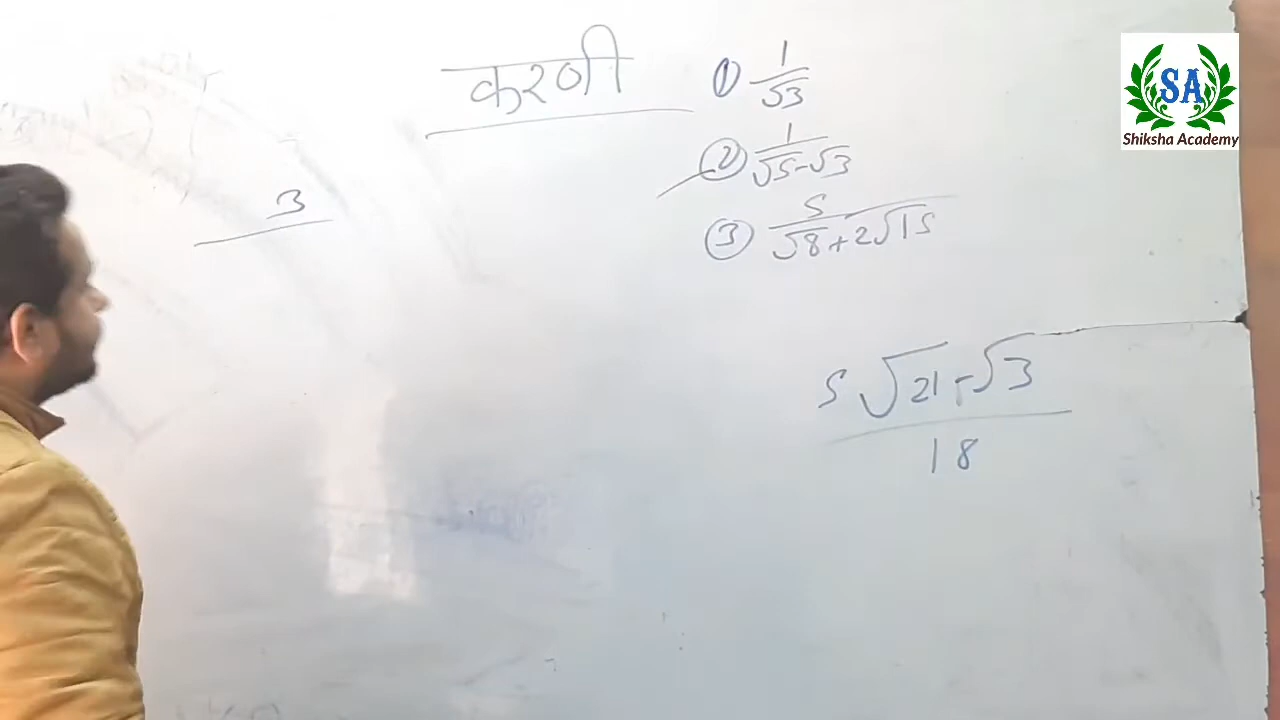 करणी
① 1/√3
② 1/(√5-√3)
③ 5/√(8+2√15)
3
5√21-√3
18
SA
Shiksha Academy